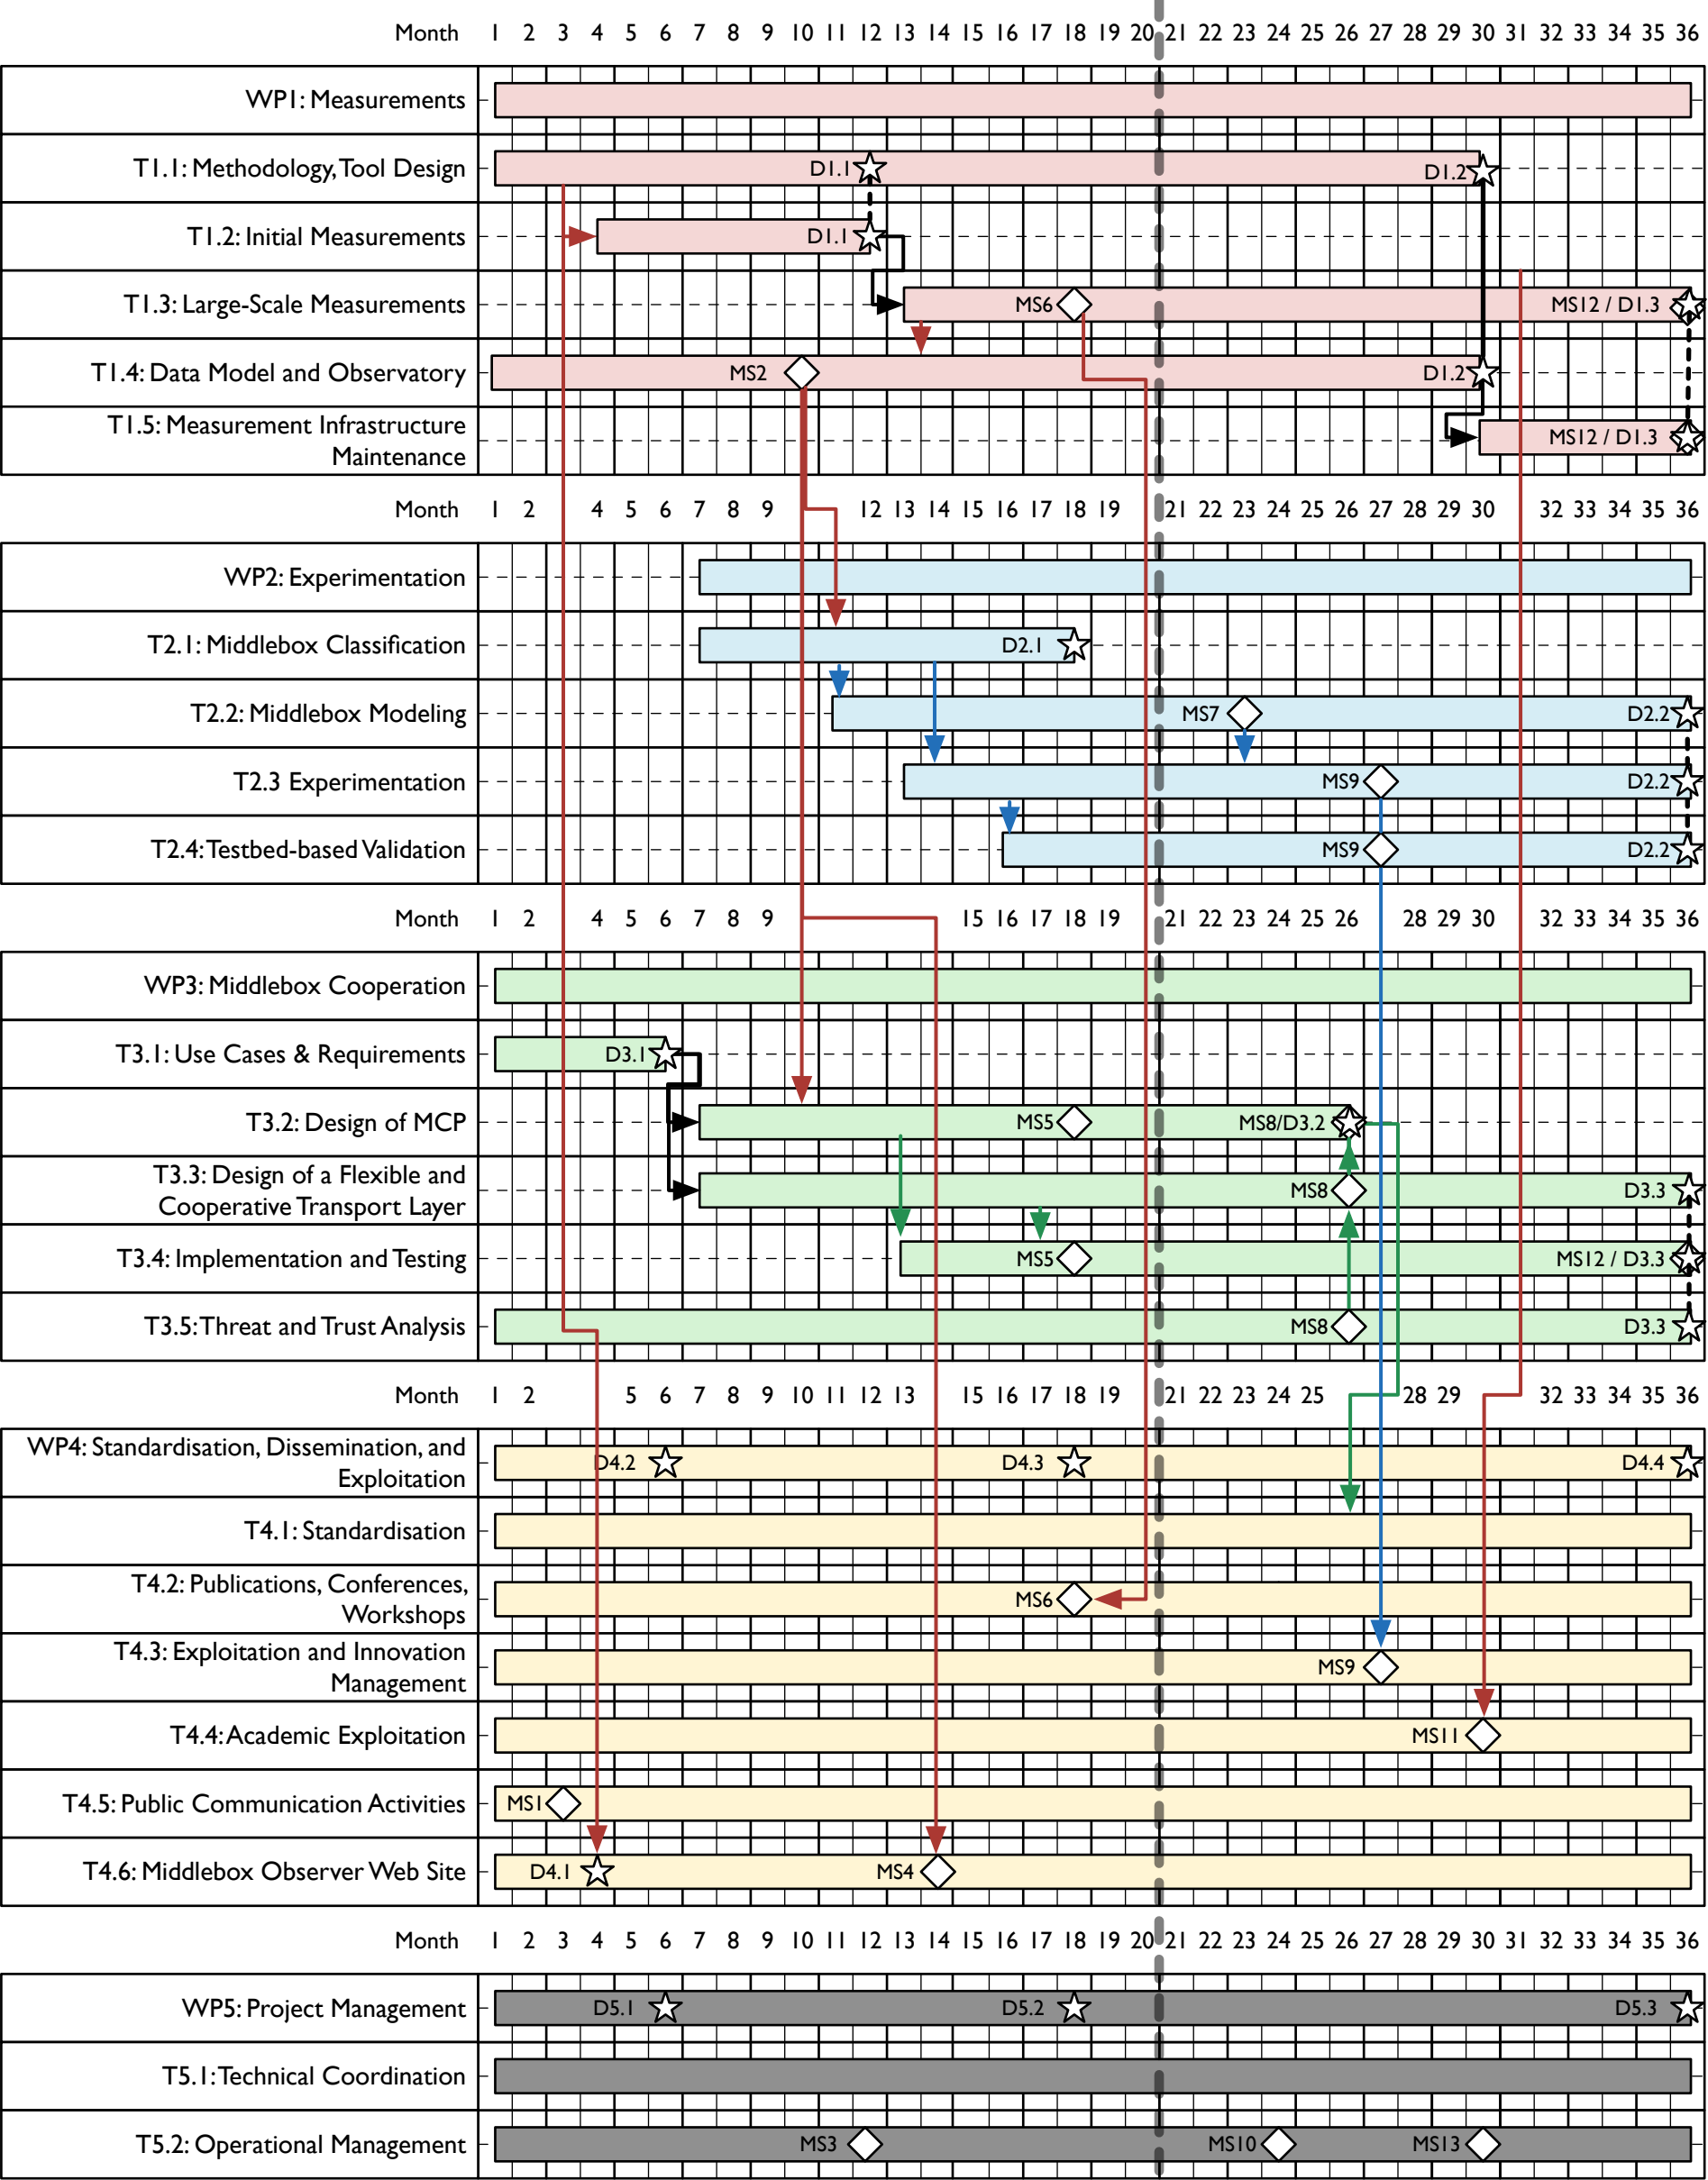 Month 1 2 3 4 5 6 7 8 9 10 11 12 13 14 15 16 17 18 19 20 21 22 23 24 25 26 27 28 29 30 31 32 33 34 35 36
WP1: Measurements
T1.1: Methodology, Tool Design D1.1 D1.2
T1.2: Initial Measurements D1.1
T1.3: Large-Scale Measurements MS6 MS12 / D1.3
T1.4: Data Model and Observatory MS2 D1.2
T1.5: Measurement Infrastructure
Maintenance MS12 / D1.3
Month 1 2 4 5 6 7 8 9 12 13 14 15 16 17 18 19 21 22 23 24 25 26 27 28 29 30 32 33 34 35 36
WP2: Experimentation
T2.1: Middlebox Classification D2.1
T2.2: Middlebox Modeling MS7 D2.2
T2.3 Experimentation MS9 D2.2
T2.4: Testbed-based Validation MS9 D2.2
Month 1 2 4 5 6 7 8 9 15 16 17 18 19 21 22 23 24 25 26 28 29 30 32 33 34 35 36
WP3: Middlebox Cooperation
T3.1: Use Cases & Requirements D3.1
T3.2: Design of MCP MS5 MS8/D3.2
T3.3: Design of a Flexible and
Cooperative Transport Layer MS8 D3.3
T3.4: Implementation and Testing MS5 MS12 / D3.3
T3.5: Threat and Trust Analysis MS8 D3.3
Month 1 2 5 6 7 8 9 10 11 12 13 15 16 17 18 19 21 22 23 24 25 28 29 32 33 34 35 36
WP4: Standardisation, Dissemination, and
Exploitation D4.2 D4.3 D4.4
T4.1: Standardisation
T4.2: Publications, Conferences,
Workshops MS6
T4.3: Exploitation and Innovation
Management MS9
T4.4: Academic Exploitation MS11
T4.5: Public Communication Activities MS1
T4.6: Middlebox Observer Web Site D4.1 MS4
Month 1 2 3 4 5 6 7 8 9 10 11 12 13 14 15 16 17 18 19 20 21 22 23 24 25 26 27 28 29 30 31 32 33 34 35 36
WP5: Project Management D5.1 D5.2 D5.3
T5.1: Technical Coordination
T5.2: Operational Management MS3 MS10 MS13